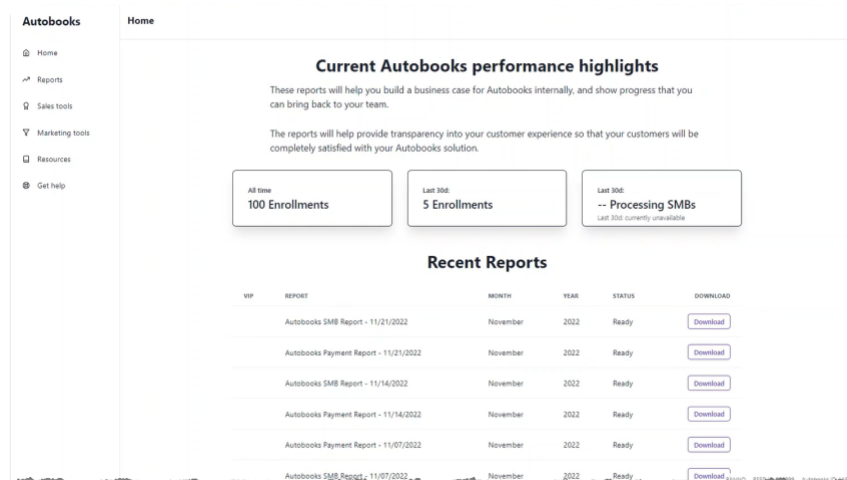 Autobooks
Home
Home
Reports
Sales tools
Marketing tools
Resources
Get help
Current Autobooks performance highlights
These reports will help you build a business case for Autobooks internally, and show progress that you
can bring back to your team.
The reports will help provide transparency into your customer experience so that your customers will be
completely satisfied with your Autobooks solution.
All time
100 Enrollments
Last 30d:
5 Enrollments
Last 30d:
-- Processing SMBs
Last 30d: currently unavailable
Recent Reports
VIP REPORT MONTH YEAR STATUS DOWNLOAD
Autobooks SMB Report - 11/21/2022 November 2022 Ready Download
Autobooks Payment Report - 11/21/2022 November 2022 Ready Download
Autobooks SMB Report - 11/14/2022 November 2022 Ready Download
Autobooks Payment Report - 11/14/2022 November 2022 Ready Download
Autobooks Payment Report - 11/07/2022 November 2022 Ready Download
Autobooks SMB Report - 11/07/2022 November 2022 Ready Download